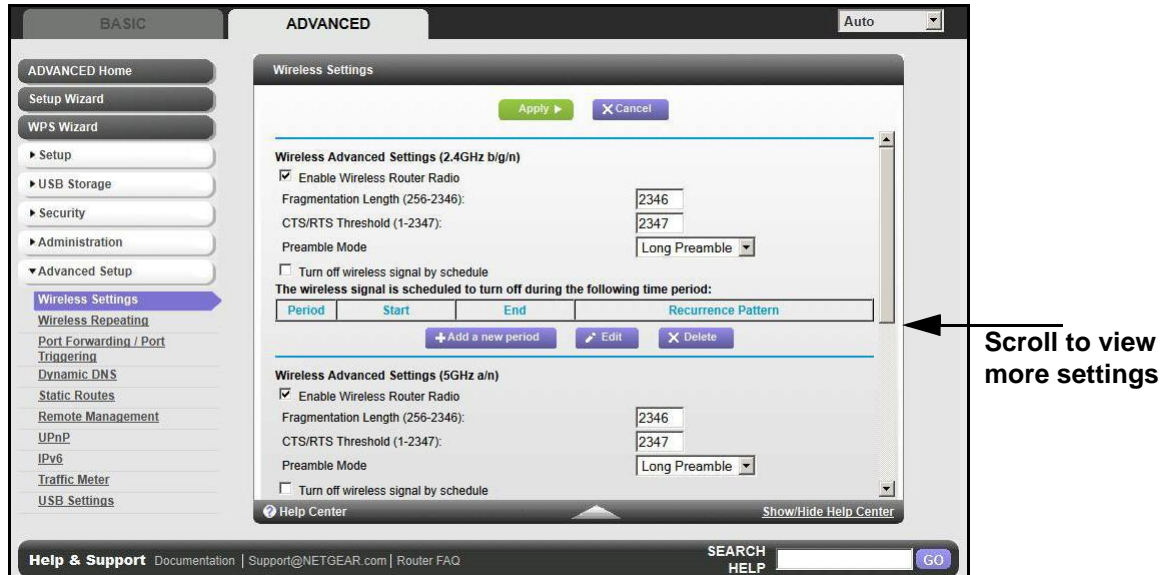 BASIC
ADVANCED
Auto
ADVANCED Home
Setup Wizard
WPS Wizard
Setup
USB Storage
Security
Administration
Advanced Setup
Wireless Settings
Wireless Repeating
Port Forwarding / Port
Triggering
Dynamic DNS
Static Routes
Remote Management
UPnP
IPv6
Traffic Meter
USB Settings
Wireless Settings
Apply
X Cancel
Wireless Advanced Settings (2.4GHz b/g/n)
Enable Wireless Router Radio
Fragmentation Length (256-2346): 2346
CTS/RTS Threshold (1-2347): 2347
Preamble Mode Long Preamble
Turn off wireless signal by schedule
The wireless signal is scheduled to turn off during the following time period:
Period Start End Recurrence Pattern
+Add a new period Edit X Delete
Wireless Advanced Settings (5GHz a/n)
Enable Wireless Router Radio
Fragmentation Length (256-2346): 2346
CTS/RTS Threshold (1-2347): 2347
Preamble Mode Long Preamble
Turn off wireless signal by schedule
? Help Center Show/Hide Help Center
Help & Support Documentation | Support@NETGEAR.com | Router FAQ
SEARCH
HELP
GO
Scroll to view
more settings